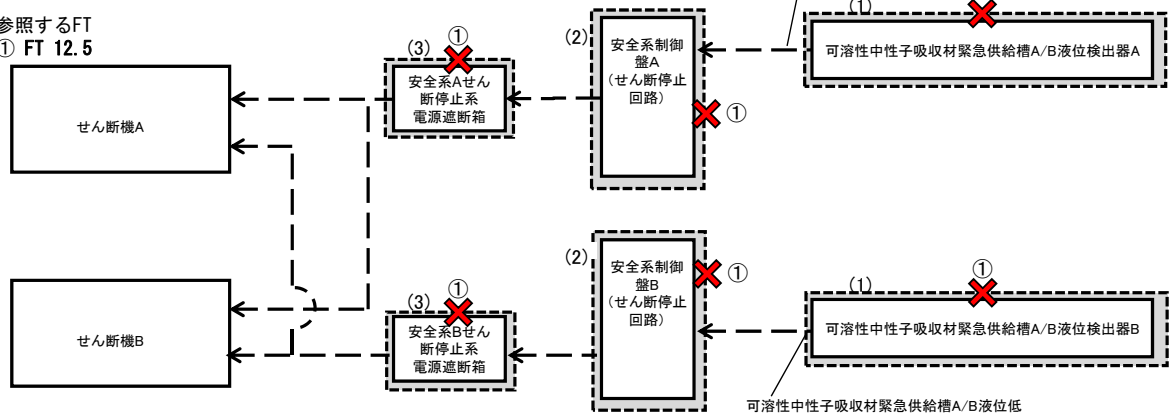 参照するFT
① FT 12.5
せん断機A
(3)
①
安全系Aせん
断停止系
電源遮断箱
(2)
安全系制御
盤A
(せん断停止
回路)
①
(1)
可溶性中性子吸収材緊急供給槽A/B液位検出器A
せん断機B
(3)
①
安全系Bせん
断停止系
電源遮断箱
(2)
安全系制御
盤B
(せん断停止
回路)
①
(1)
①
可溶性中性子吸収材緊急供給槽A/B液位検出器B
可溶性中性子吸収材緊急供給槽A/B液位低